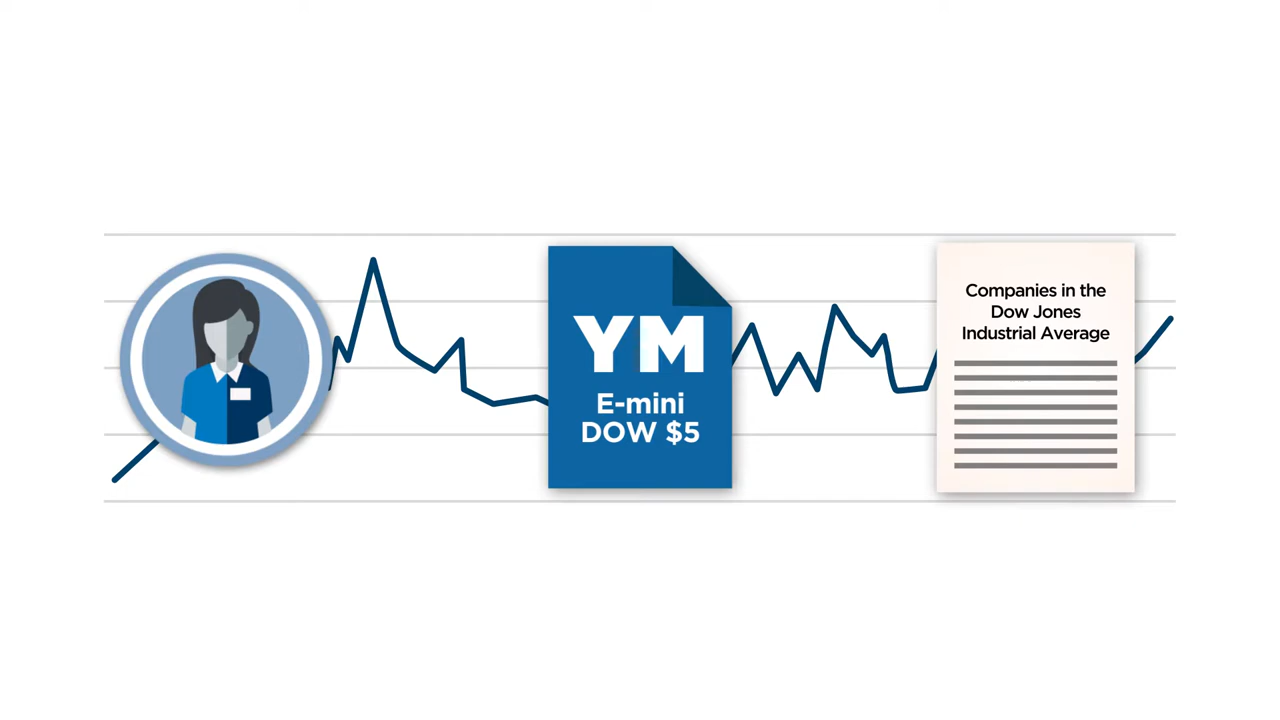 YM
E-mini
DOW $5
Companies in the
Dow Jones
Industrial Average